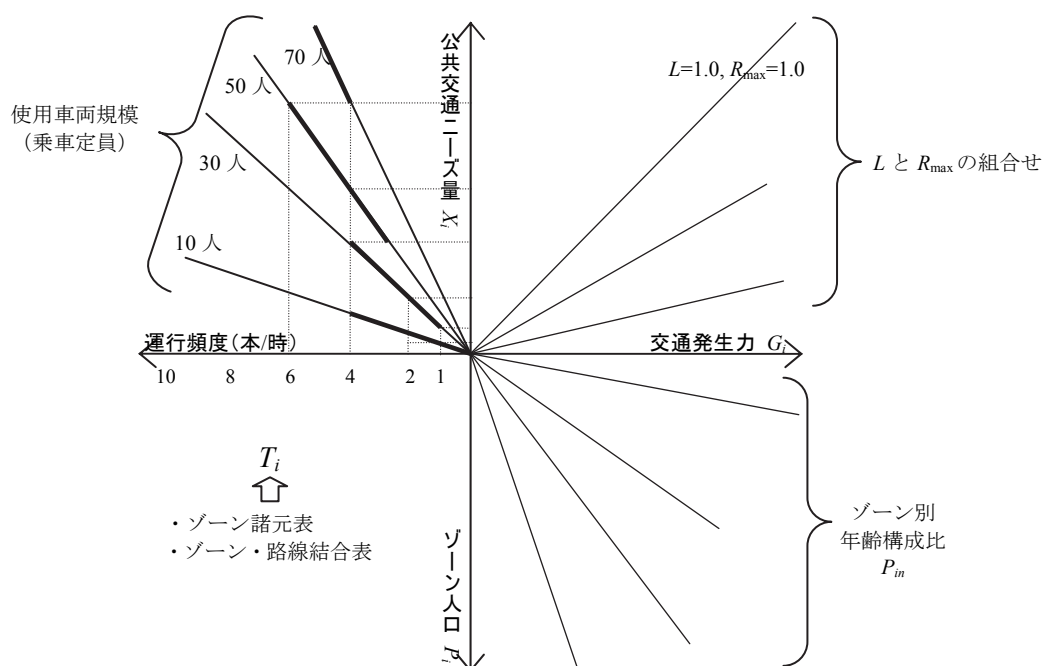 公共交通ニーズ量 Xi
70 人
50 人
30 人
10 人
使用車両規模
（乗車定員）
L=1.0, Rmax=1.0
L と Rmax の組合せ
運行頻度（本/時）
交通発生力 Gi
10 8 6 4 2 1
Ti
・ゾーン諸元表
・ゾーン・路線結合表
ゾーン人口 Pi
ゾーン別
年齢構成比
Pin